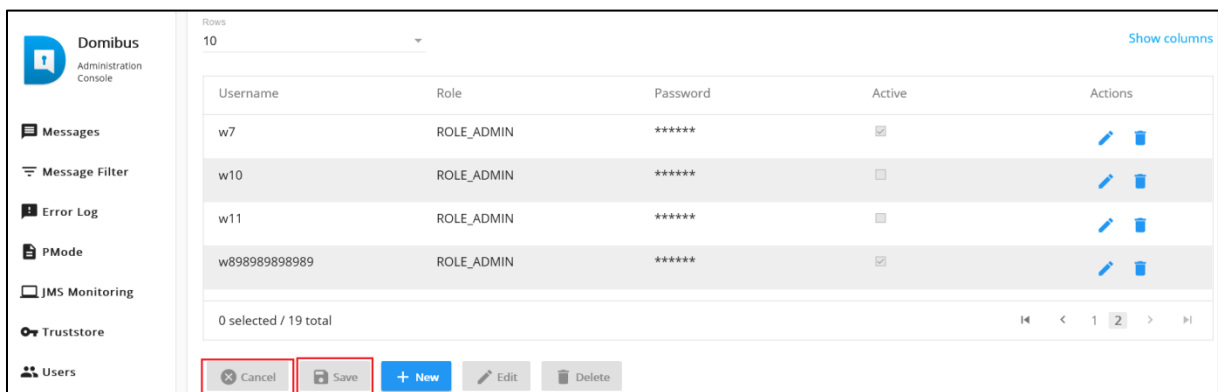 Domibus
Administration
Console
Messages
Message Filter
Error Log
PMode
JMS Monitoring
Truststore
Users
Rows
10
Show columns
Username Role Password Active Actions
w7 ROLE_ADMIN ******
w10 ROLE_ADMIN ******
w11 ROLE_ADMIN ******
w898989898989 ROLE_ADMIN ******
0 selected / 19 total 1 2
Cancel Save + New Edit Delete